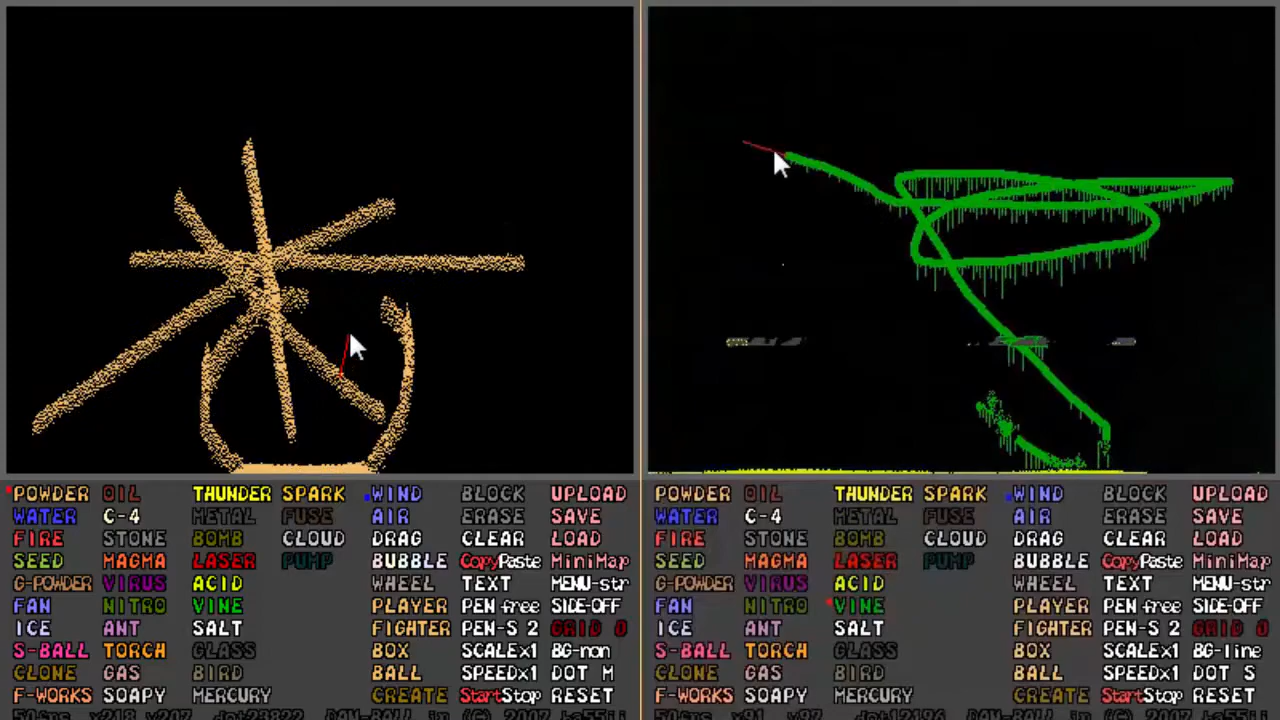 POWDER OIL THUNDER SPARK WIND BLOCK UPLOAD
WATER C-4 METAL FUSE AIR ERASE SAVE
FIRE STONE BOMB CLOUD DRAG CLEAR LOAD
SEED MAGMA LASER PUMP BUBBLE CopyPaste MiniMap
G-POWDER VIRUS ACID WHEEL TEXT MENU-str
FAN NITRO VINE PLAYER PEN-free SIDE-OFF
ICE ANT SALT FIGHTER PEN-S 2 GRID 0
S-BALL TORCH GLASS BOX SCALEx1 BG-non
CLONE GAS BIRD BALL SPEEDx1 DOT M
F-WORKS SOAPY MERCURY CREATE StartStop RESET
POWDER OIL THUNDER SPARK WIND BLOCK UPLOAD
WATER C-4 METAL FUSE AIR ERASE SAVE
FIRE STONE BOMB CLOUD DRAG CLEAR LOAD
SEED MAGMA LASER PUMP BUBBLE CopyPaste MiniMap
G-POWDER VIRUS ACID WHEEL TEXT MENU-str
FAN NITRO VINE PLAYER PEN-free SIDE-OFF
ICE ANT SALT FIGHTER PEN-S 2 GRID 0
S-BALL TORCH GLASS BOX SCALEx1 BG-line
CLONE GAS BIRD BALL SPEEDx1 DOT S
F-WORKS SOAPY MERCURY CREATE StartStop RESET